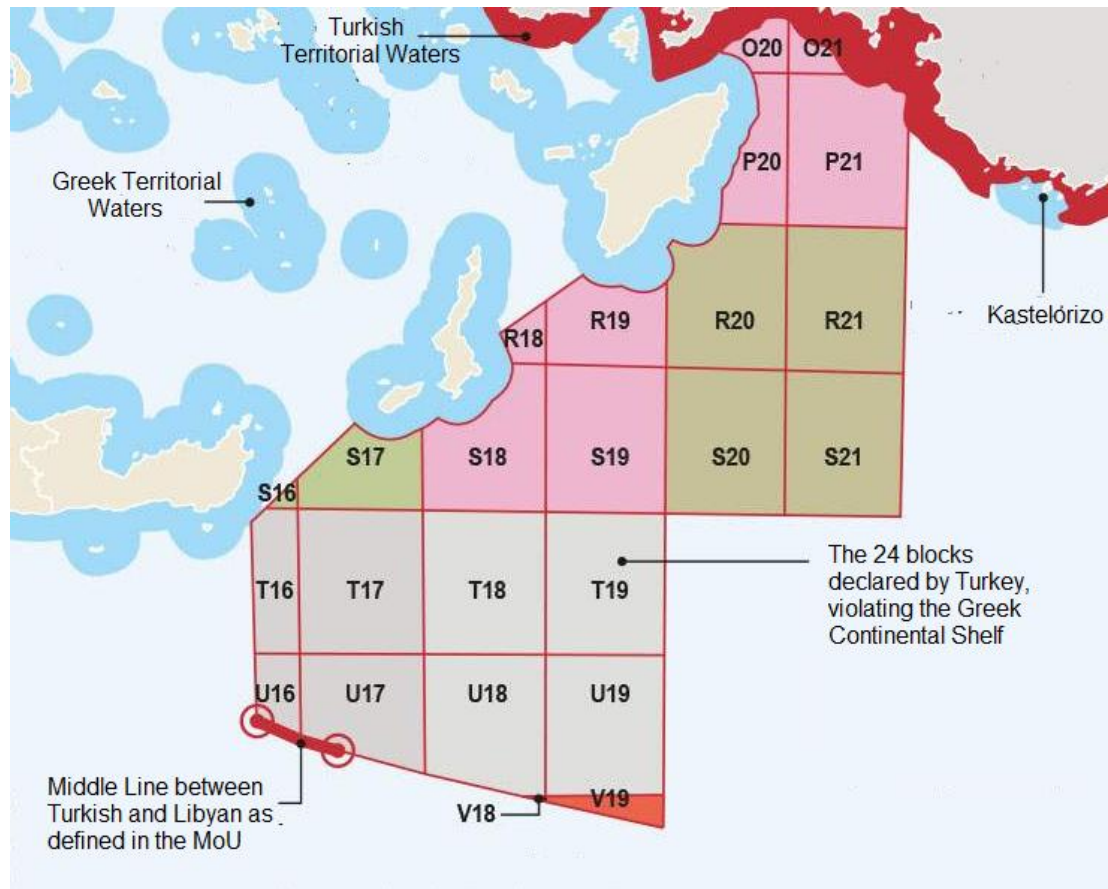 Turkish
Territorial Waters
O20
O21
Greek Territorial
Waters
P20
P21
Kastelórizo
R18
R19
R20
R21
S16
S17
S18
S19
S20
S21
The 24 blocks
declared by Turkey,
violating the Greek
Continental Shelf
T16
T17
T18
T19
U16
U17
U18
U19
Middle Line between
Turkish and Libyan as
defined in the MoU
V18
V19